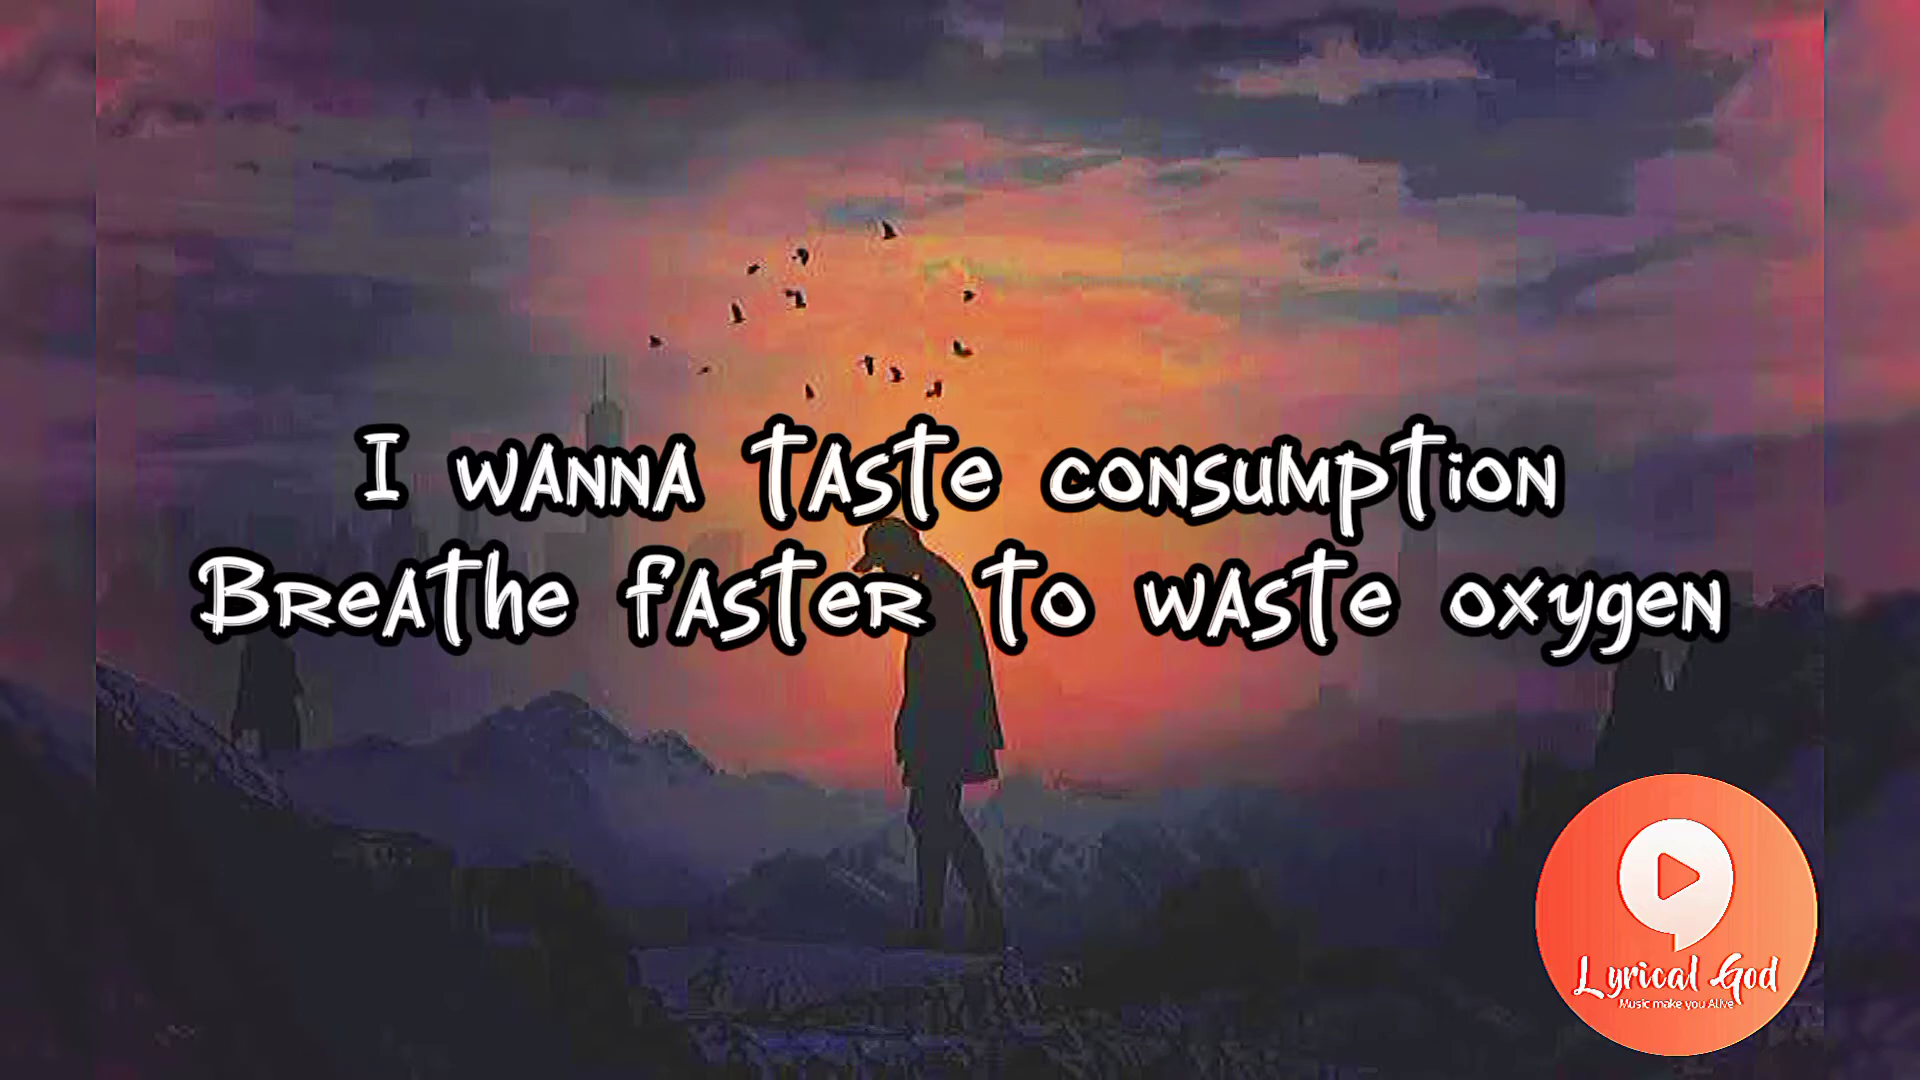 I wanna taste consumption
Breathe faster to waste oxygen
Lyrical God
Music make you Alive